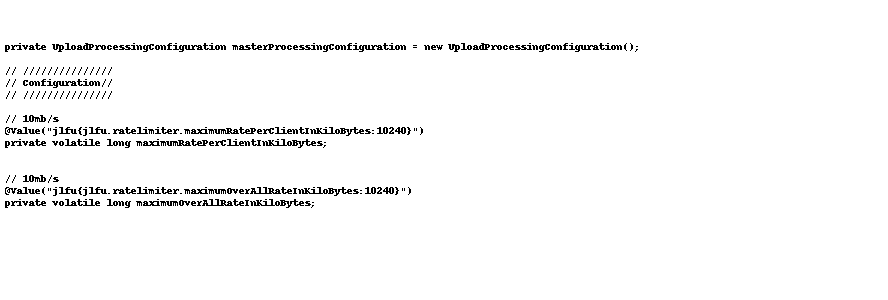 private UploadProcessingConfiguration masterProcessingConfiguration = new UploadProcessingConfiguration();
// ///////////////
// Configuration//
// ///////////////
// 10mb/s
@Value("jlfu{jlfu.ratelimiter.maximumRatePerClientInKiloBytes:10240}")
private volatile long maximumRatePerClientInKiloBytes;
// 10mb/s
@Value("jlfu{jlfu.ratelimiter.maximumOverAllRateInKiloBytes:10240}")
private volatile long maximumOverAllRateInKiloBytes;